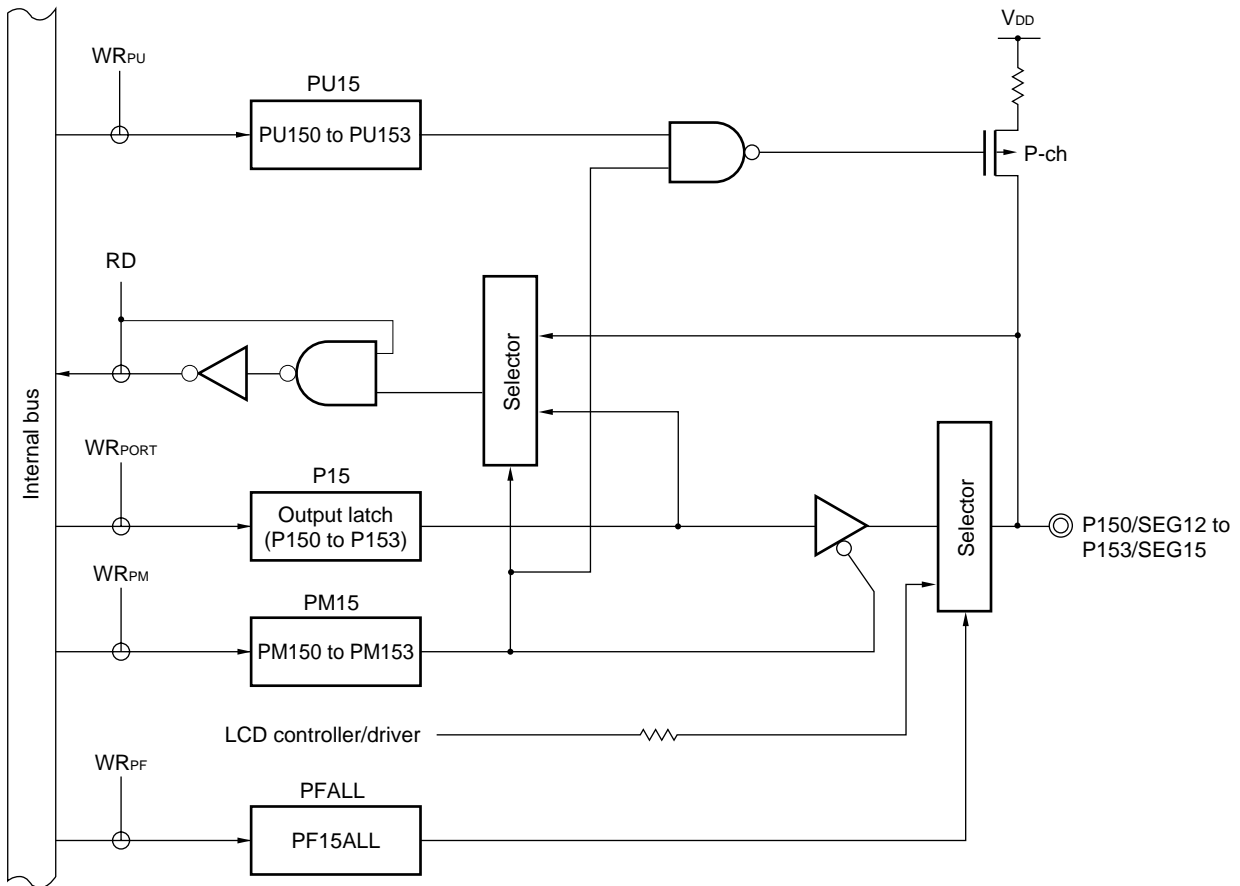 VDD
WRPU
PU15
PU150 to PU153
P-ch
RD
Selector
Internal bus
WRPORT
P15
Output latch
(P150 to P153)
Selector
P150/SEG12 to
P153/SEG15
WRPM
PM15
PM150 to PM153
LCD controller/driver
WRPF
PFALL
PF15ALL